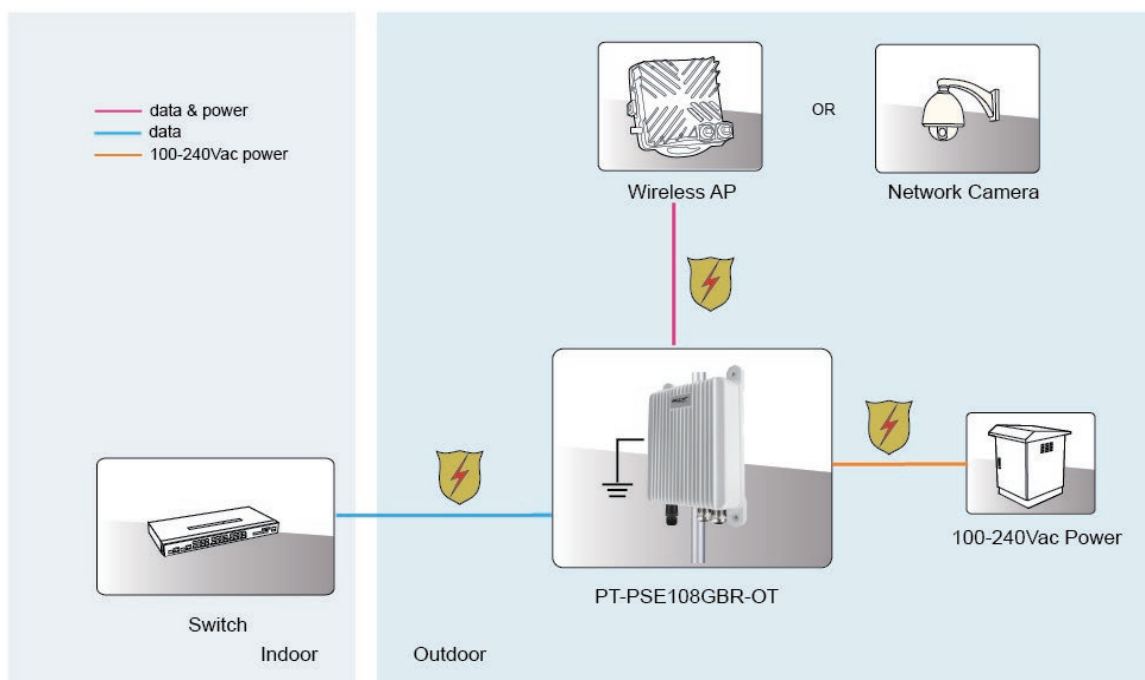 data & power
data
100-240Vac power
OR
Wireless AP
Network Camera
100-240Vac Power
PT-PSE108GBR-OT
Switch
Indoor
Outdoor